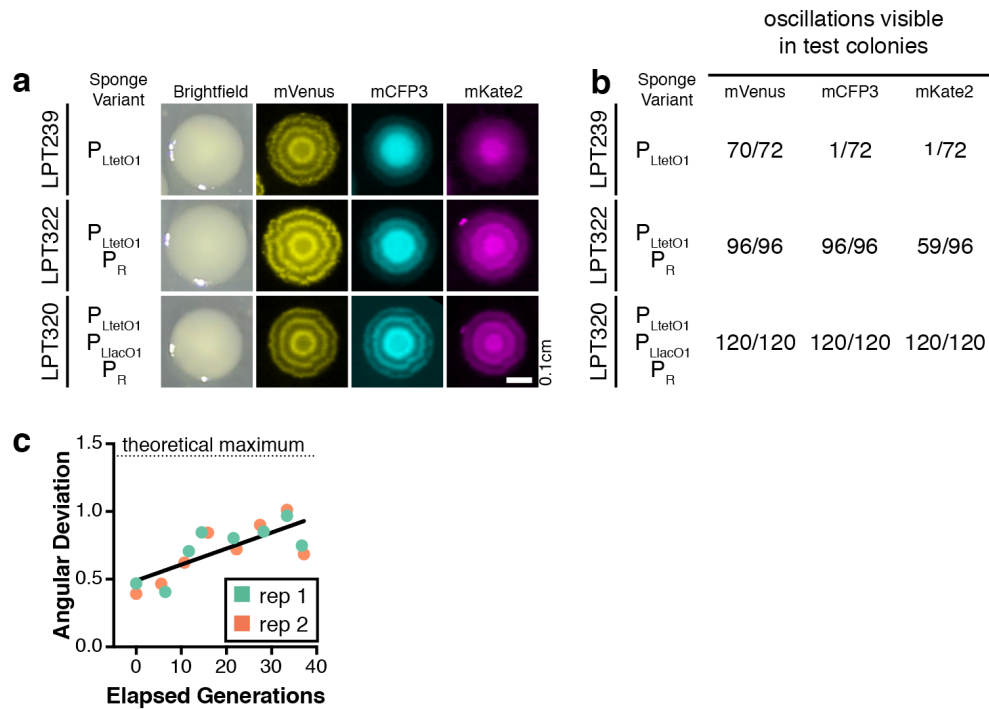 a
Sponge
Variant
Brightfield mVenus mCFP3 mKate2
LPT239
PLtetO1
LPT322
PLtetO1
PR
LPT320
PLtetO1
PLlacO1
PR
0.1cm
oscillations visible
in test colonies
b
Sponge
Variant
mVenus mCFP3 mKate2
LPT239
PLtetO1 70/72 1/72 1/72
LPT322
PLtetO1
PR
96/96 96/96 59/96
LPT320
PLtetO1
PLlacO1
PR
120/120 120/120 120/120
c
1.5
theoretical maximum
1.0
0.5
0.0
Angular Deviation
rep 1
rep 2
0 10 20 30 40
Elapsed Generations